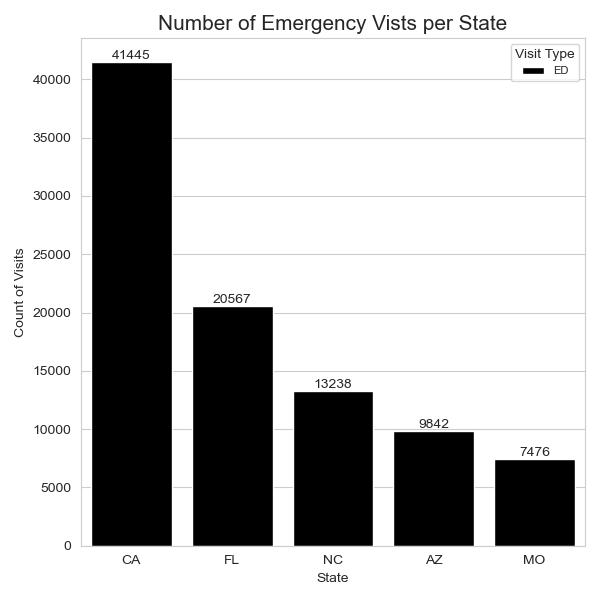 Number of Emergency Vists per State
Visit Type
ED
41445
20567
13238
9842
7476
40000
35000
30000
25000
20000
15000
10000
5000
0
Count of Visits
CA FL NC AZ MO
State